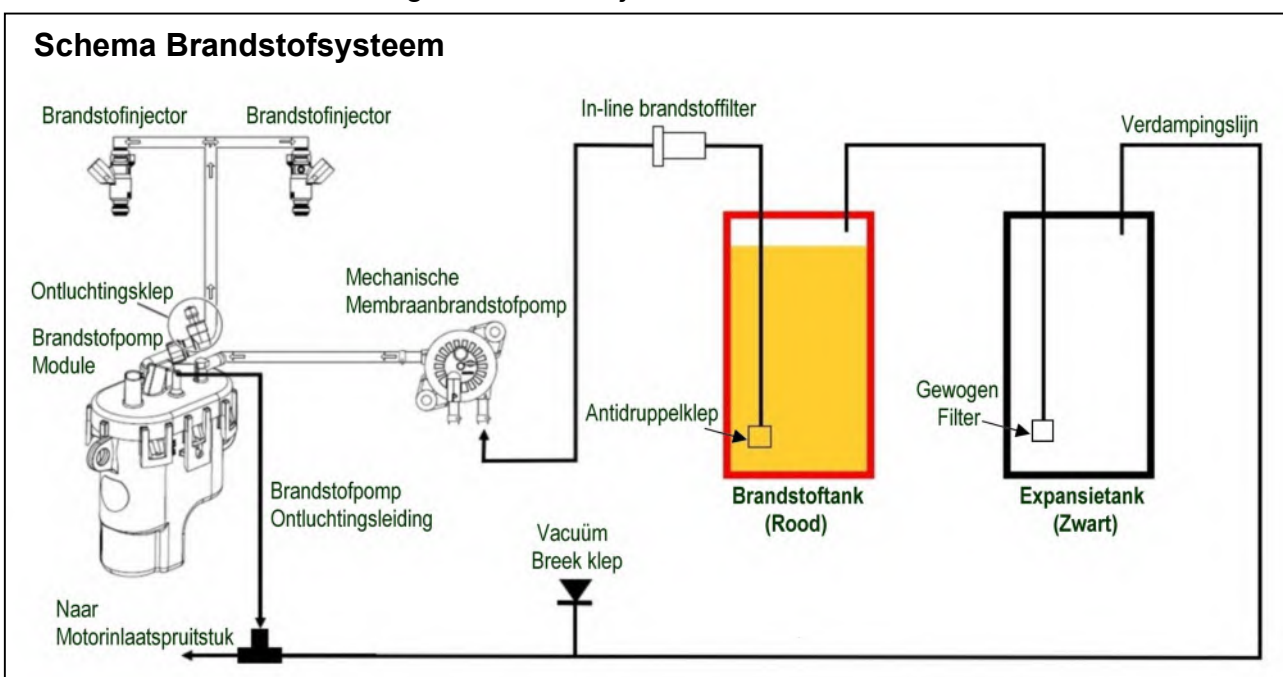 Schema Brandstofsysteem
Brandstofinjector
Brandstofinjector
In-line brandstoffilter
Verdampingslijn
Ontluchtingsklep
Mechanische
Membraanbrandstofpomp
Brandstofpomp
Module
Antidruppelklep
Gewogen
Filter
Brandstoftank
(Rood)
Expansietank
(Zwart)
Brandstofpomp
Ontluchtingsleiding
Vacuüm
Breek klep
Naar
Motorinlaatspruitstuk